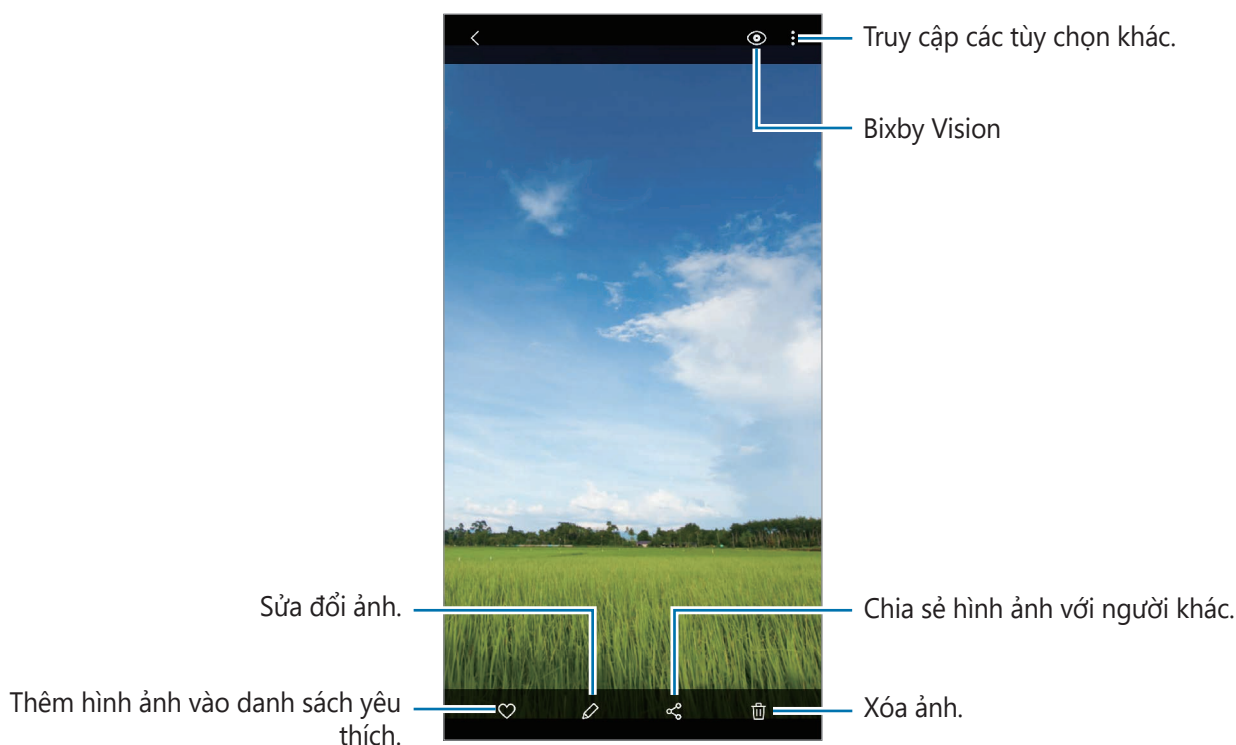 Truy cập các tùy chọn khác.
Bixby Vision
Sửa đổi ảnh.
Chia sẻ hình ảnh với người khác.
Thêm hình ảnh vào danh sách yêu
thích.
Xóa ảnh.